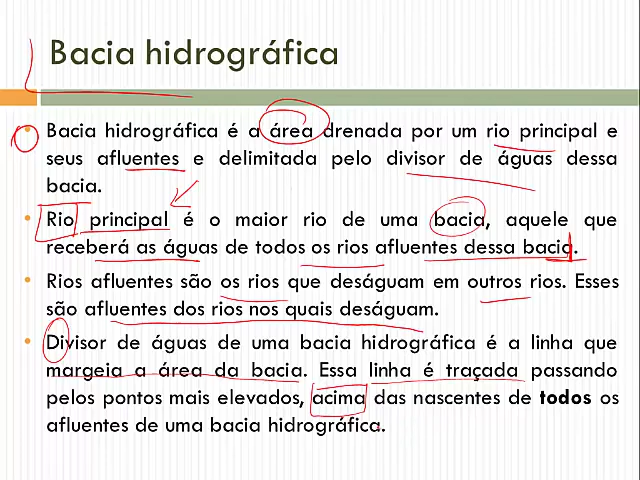 Bacia hidrográfica
• Bacia hidrográfica é a área drenada por um rio principal e
seus afluentes e delimitada pelo divisor de águas dessa
bacia.
• Rio principal é o maior rio de uma bacia, aquele que
receberá as águas de todos os rios afluentes dessa bacia.
• Rios afluentes são os rios que deságuam em outros rios. Esses
são afluentes dos rios nos quais deságuam.
• Divisor de águas de uma bacia hidrográfica é a linha que
margeia a área da bacia. Essa linha é traçada passando
pelos pontos mais elevados, acima das nascentes de todos os
afluentes de uma bacia hidrográfica.